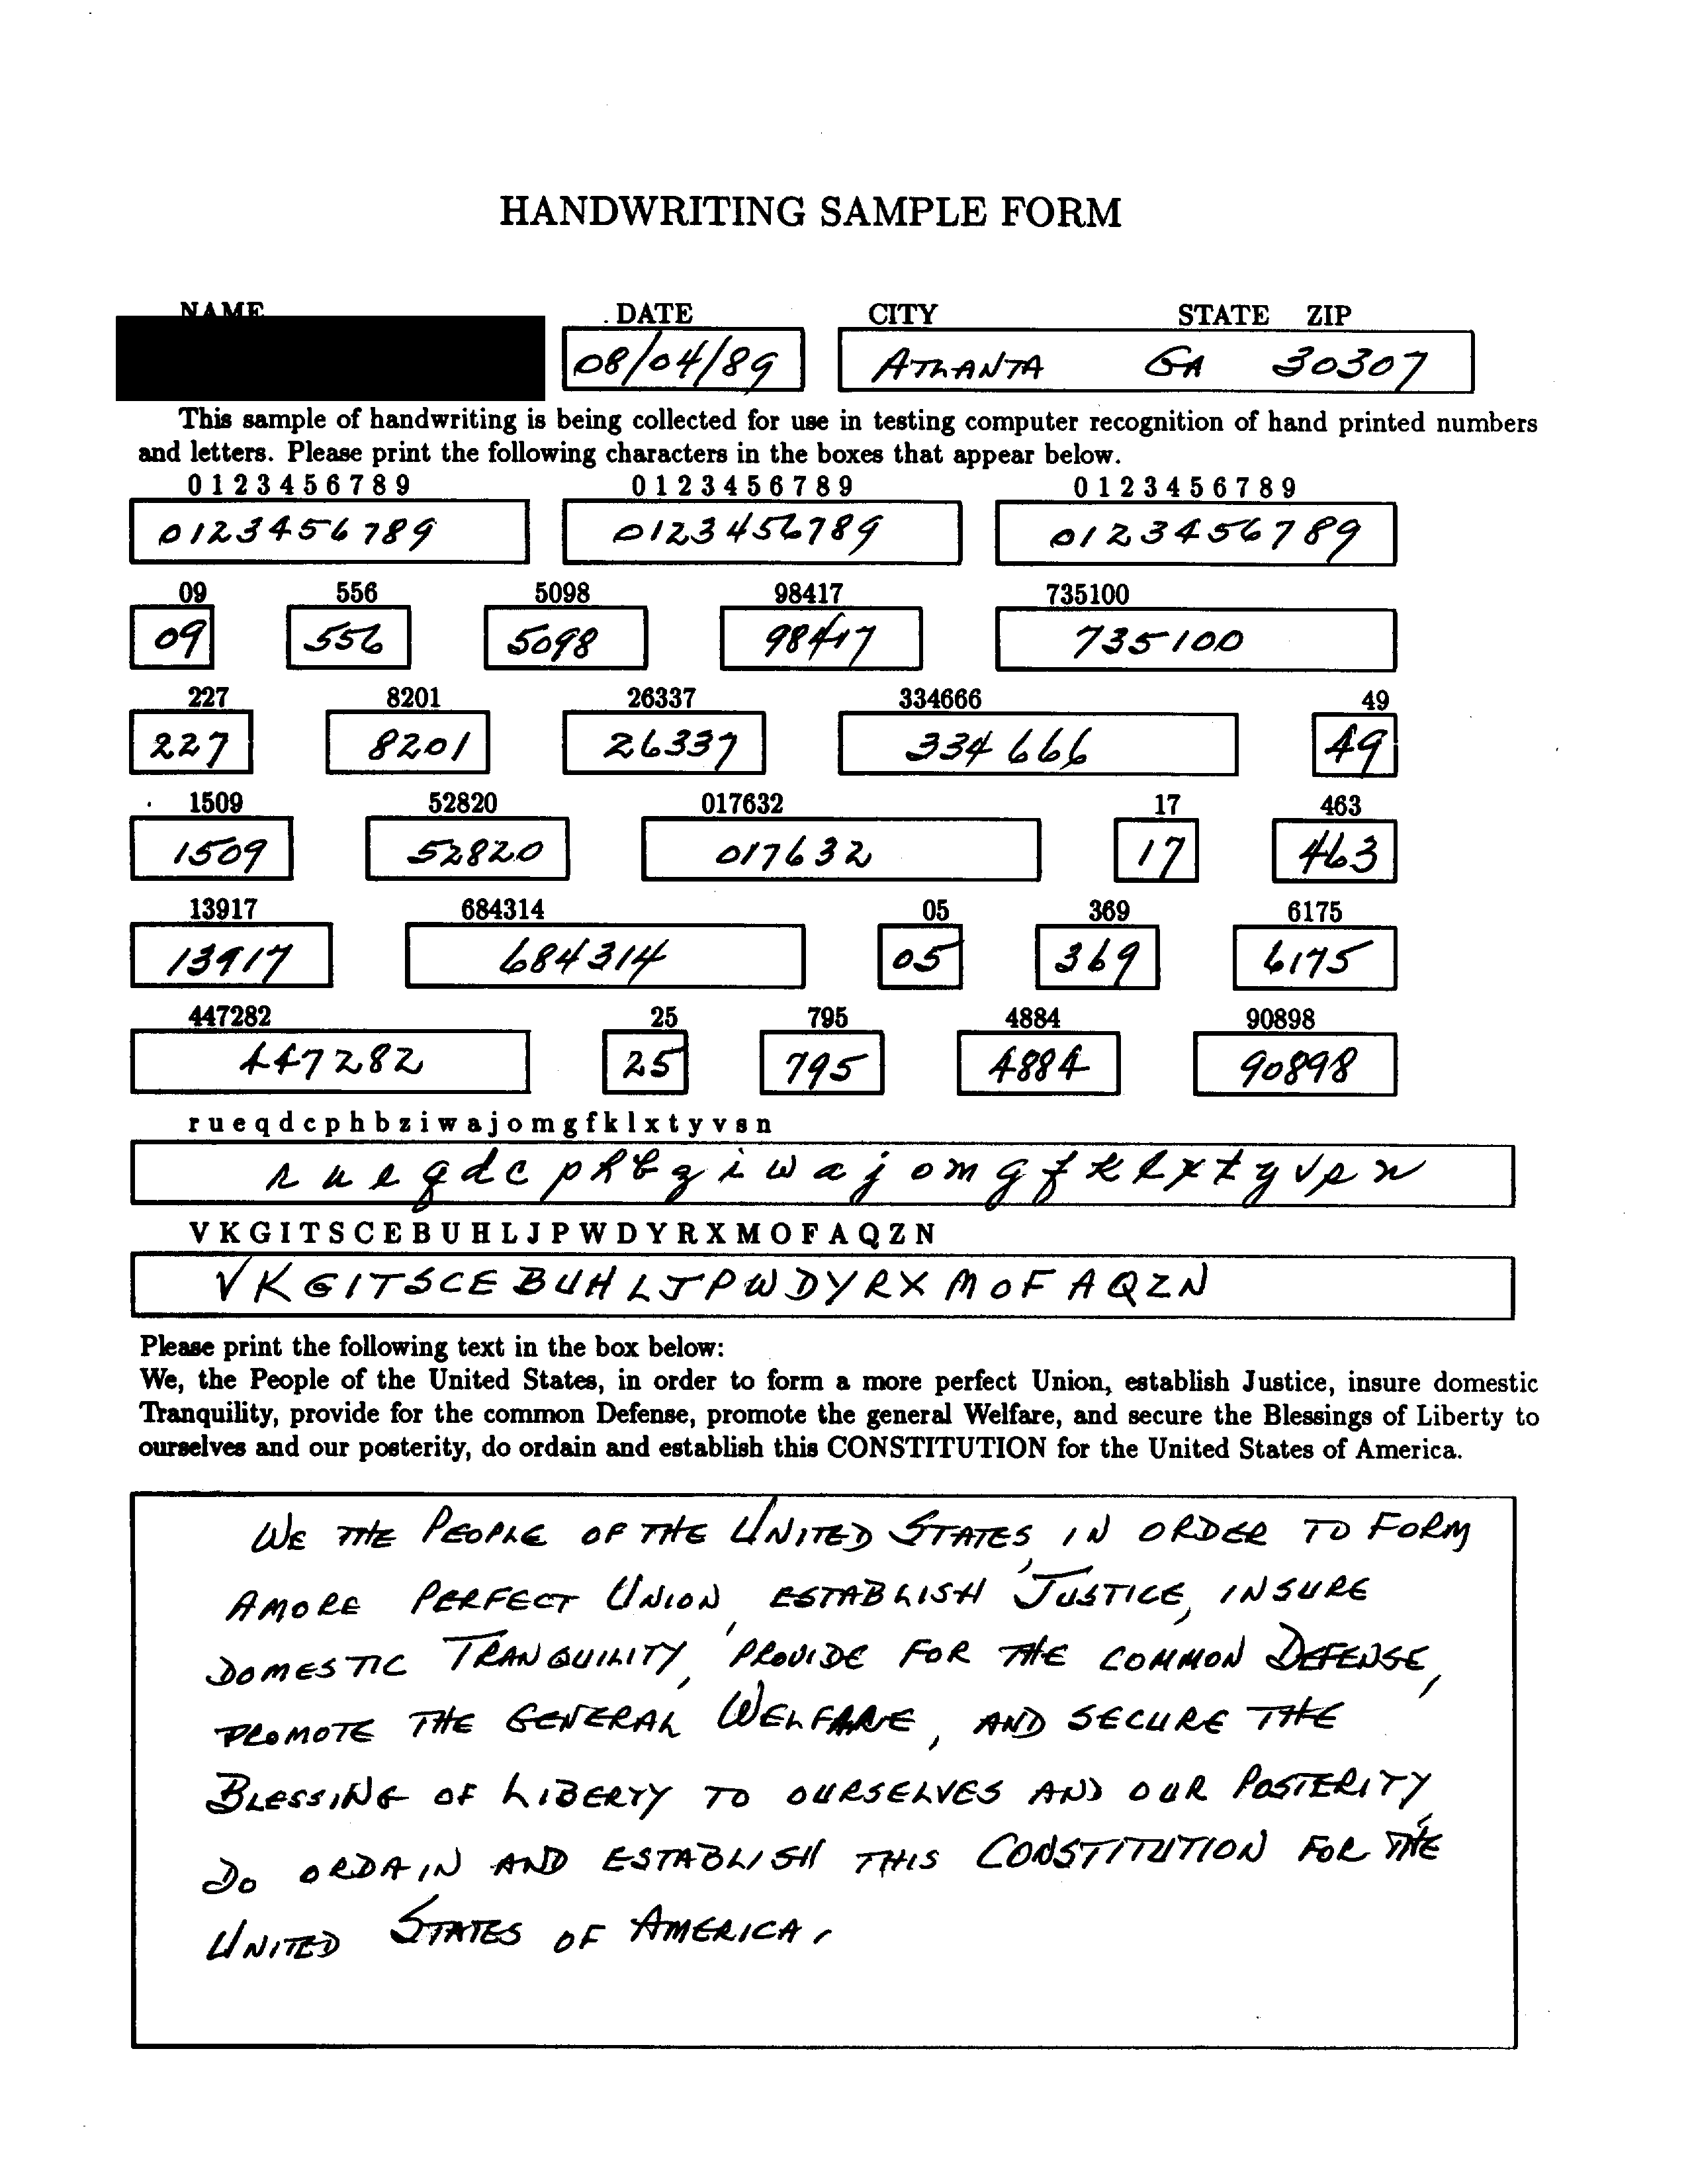 HANDWRITING SAMPLE FORM
NAME DATE CITY STATE ZIP
08/04/89 ATLANTA GA 30307
This sample of handwriting is being collected for use in testing computer recognition of hand printed numbers
and letters. Please print the following characters in the boxes that appear below.
0 1 2 3 4 5 6 7 8 9 0 1 2 3 4 5 6 7 8 9 0 1 2 3 4 5 6 7 8 9
0123456789 0123456789 0123456789
09 556 5098 98417 735100
09 556 5098 98417 735100
227 8201 26337 334666 49
227 8201 26337 334666 49
1509 52820 017632 17 463
1509 52820 017632 17 463
13917 684314 05 369 6175
13917 684314 05 369 6175
447282 25 795 4884 90898
447282 25 795 4884 90898
r u e q d c p h b z i w a j o m g f k l x t y v s n
r u e q d c p h b z i w a j o m g f k l x t y v s n
V K G I T S C E B U H L J P W D Y R X M O F A Q Z N
V K G I T S C E B U H L J P W D Y R X M O F A Q Z N
Please print the following text in the box below:
We, the People of the United States, in order to form a more perfect Union, establish Justice, insure domestic
Tranquility, provide for the common Defense, promote the general Welfare, and secure the Blessings of Liberty to
ourselves and our posterity, do ordain and establish this CONSTITUTION for the United States of America.
WE THE PEOPLE OF THE UNITED STATES, IN ORDER TO FORM
A MORE PERFECT UNION, ESTABLISH JUSTICE, INSURE
DOMESTIC TRANQUILITY, PROVIDE FOR THE COMMON DEFENSE,
PROMOTE THE GENERAL WELFARE, AND SECURE THE
BLESSING OF LIBERTY TO OURSELVES AND OUR POSTERITY,
DO ORDAIN AND ESTABLISH THIS CONSTITUTION FOR THE
UNITED STATES OF AMERICA.